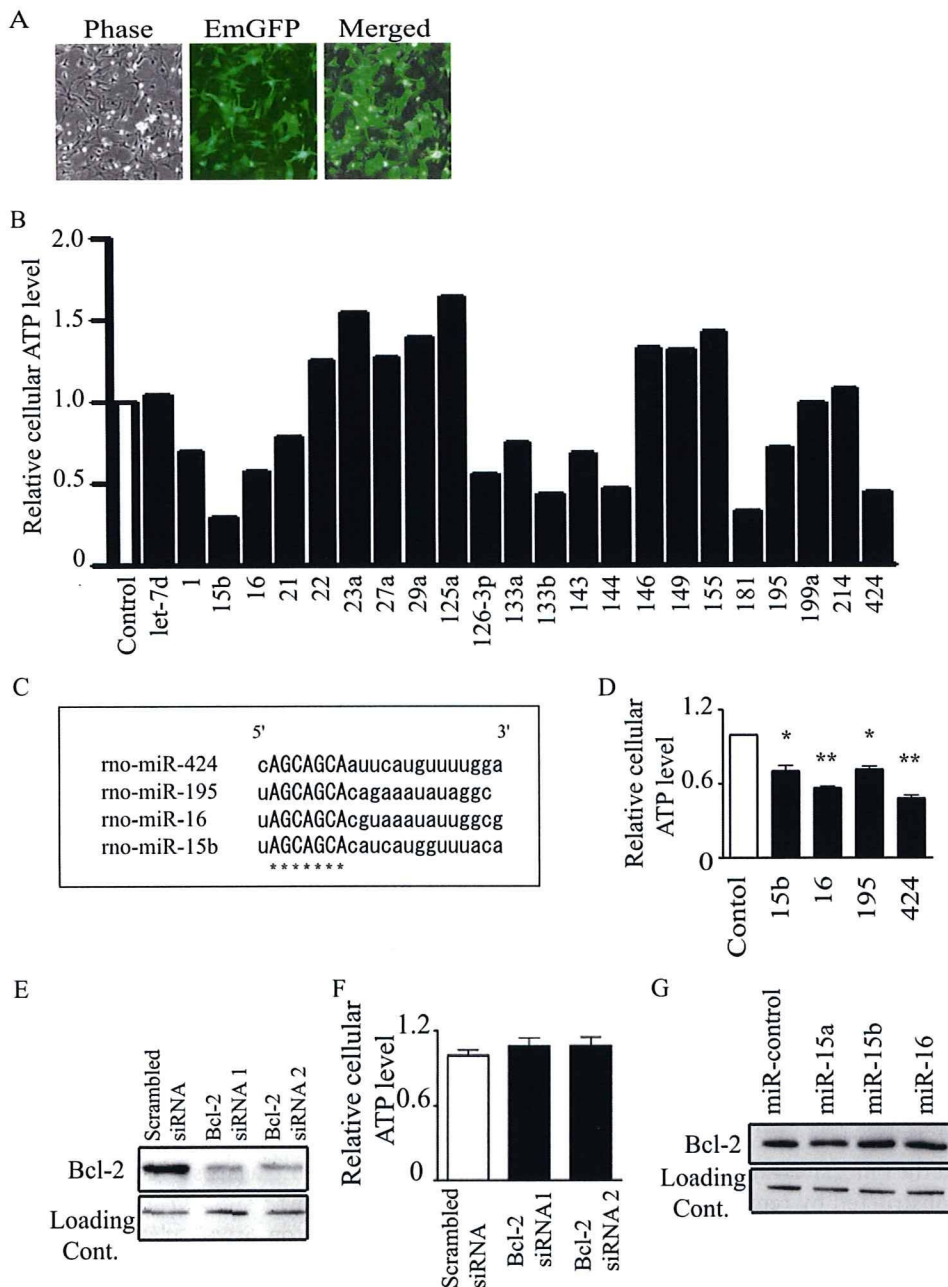 A
Phase EmGFP Merged
B
Relative cellular ATP level
2.0
1.5
1.0
0.5
0
Control let-7d 1 15b 16 21 22 23a 27a 29a 125a 126-3p 133a 133b 143 144 146 149 155 181 195 199a 214 424
C
5' 3'
rno-miR-424 cAGCAGCAauucauguuuugga
rno-miR-195 uAGCAGCAcagaaauauaggc
rno-miR-16 uAGCAGCAcguaaauauuggcg
rno-miR-15b uAGCAGCAcaucaugguuuaca
*******
D
Relative cellular
ATP level
1.2
0.6
0
* ** * **
Contol 15b 16 195 424
E
Scrambled
siRNA
Bcl-2
siRNA 1
Bcl-2
siRNA 2
Bcl-2
Loading
Cont.
F
Relative cellular
ATP level
1.2
0.6
0
Scrambled
siRNA
Bcl-2
siRNA1
Bcl-2
siRNA 2
G
miR-control miR-15a miR-15b miR-16
Bcl-2
Loading
Cont.